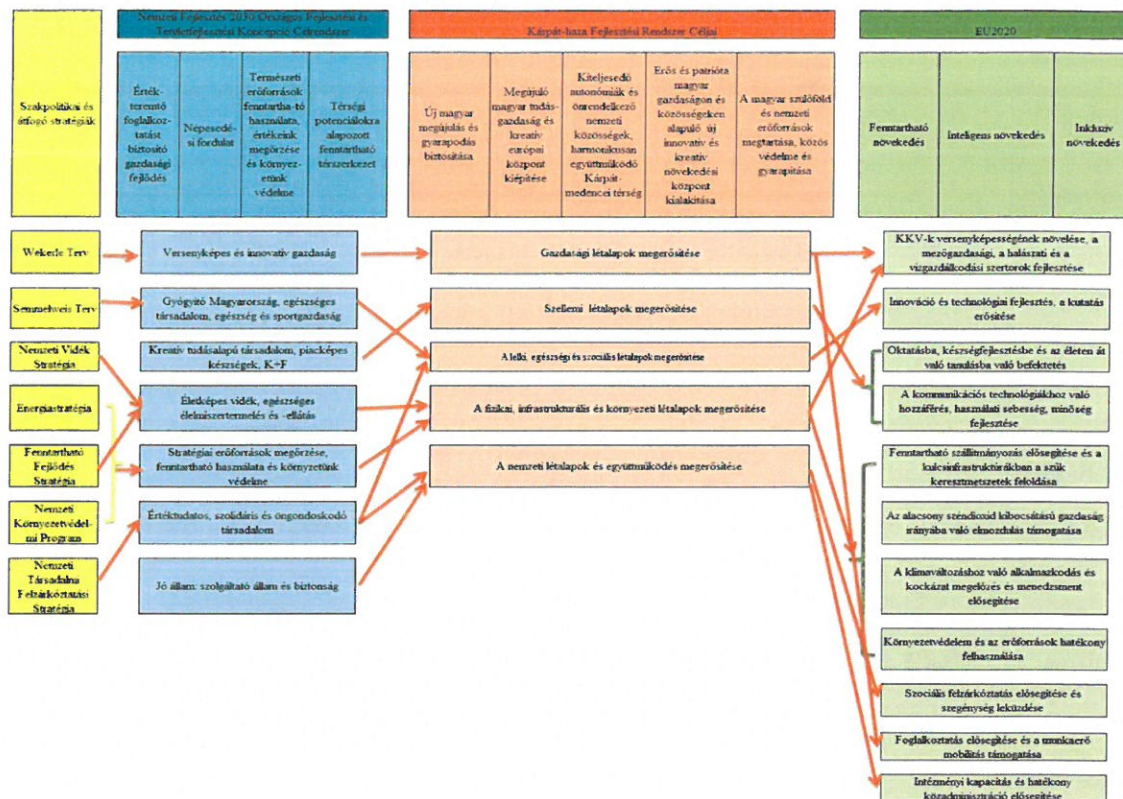 Nemzeti Fejlesztés 2030 Országos Fejlesztési és
Területfejlesztési Koncepció Célrendszer
Kárpát-haza Fejlesztési Rendszer Céljai
EU2020
Szakpolitikai és
átfogó stratégiák
Érték-
teremtő
foglalkoz-
tatást
biztosító
gazdasági
fejlődés
Népesedé-
si fordulat
Természeti
erőforrások
fenntartha-tó
használata,
értékeink
megőrzése
és környez-
etünk
védelme
Térségi
potenciálokra
alapozott
fenntartható
térszerkezet
Új magyar
megújulás és
gyarapodás
biztosítása
Megújuló
magyar tudás-
gazdaság és
kreatív
európai
központ
kiépítése
Kiteljesedő
autonómiák és
önrendelkező
nemzeti
közösségek,
harmonikusan
együttműködő
Kárpát-
medencei térség
Erős és patrióta
magyar
gazdaságon és
közösségeken
alapuló új
innovatív és
kreatív
növekedési
központ
kialakítása
A magyar szülőföld
és nemzeti
erőforrások
megtartása, közös
védelme és
gyarapítása
Fenntartható
növekedés
Inteligens növekedés
Inkluzív
növekedés
Wekerle Terv
Versenyképes és innovatív gazdaság
Gazdasági létalapok megerősítése
KKV-k versenyképességének növelése, a
mezőgazdasági, a halászati és a
vízgazdálkodási szertorok fejlesztése
Semmelweis Terv
Gyógyító Magyarország, egészséges
társadalom, egészség és sportgazdaság
Szellemi létalapok megerősítése
Innováció és technológiai fejlesztés, a kutatás
erősítése
Nemzeti Vidék
Stratégia
Kreatív tudásalapú társadalom, piacképes
készségek, K+F
A lelki, egészségi és szociális létalapok megerősítése
Oktatásba, készségfejlesztésbe és az életen át
való tanulásba való befektetés
Energiastratégia
Életképes vidék, egészséges
élelmiszertermelés és -ellátás
A fizikai, infrastrukturális és környezeti létalapok megerősítése
A kommunikációs technológiákhoz való
hozzáférés, használati sebesség, minőség
fejlesztése
Fenntartható
Fejlődés
Stratégia
Stratégiai erőforrások megőrzése,
fenntartható használata és környezetünk
védelme
A nemreti létalapok és együttműködés megerősítése
Fenntartható szállítmányozás elősegítése és a
kulcsinfrastruktúrákban a szűk
keresztmetszetek feloldása
Nemzeti
Környezetvédel-
mi Program
Értéktudatos, szolidáris és öngondoskodó
társadalom
Az alacsony széndioxid kibocsátású gazdaság
irányába való elmozdulás támogatása
Nemzeti
Társadalma
Felzárkóztatási
Stratégia
Jó állam: szolgáltató állam és biztonság
A klímaváltozáshoz való alkalmazkodás és
kockázat megelőzés és menedzsment
elősegítése
Környezetvédelem és az erőforrások hatékony
felhasználása
Szociális felzárkóztatás elősegítése és
szegénység leküzdése
Foglalkoztatás elősegítése és a munkaerő
mobilitás támogatása
Intézményi kapacitás és hatékony
közadminisztráció elősegítése